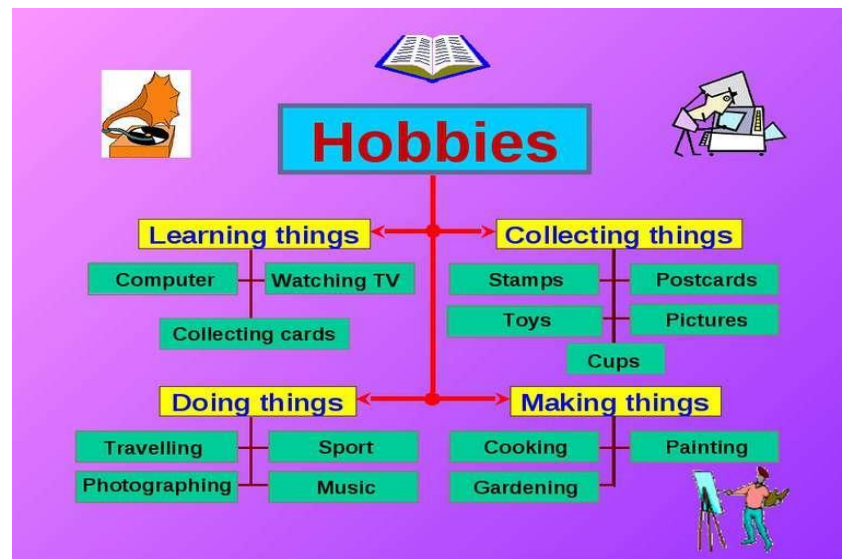 Hobbies
Learning things
Computer
Watching TV
Collecting cards
Collecting things
Stamps
Postcards
Toys
Pictures
Cups
Doing things
Travelling
Sport
Photographing
Music
Making things
Cooking
Painting
Gardening